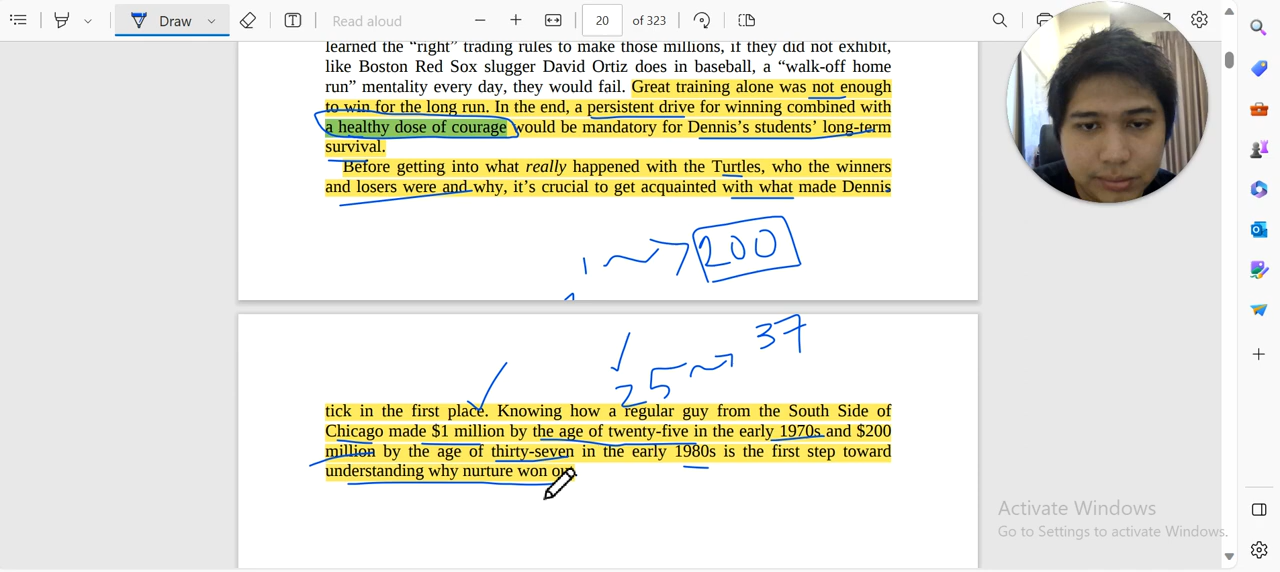 Draw
Read aloud
20 of 323
learned the “right” trading rules to make those millions, if they did not exhibit,
like Boston Red Sox slugger David Ortiz does in baseball, a “walk-off home
run” mentality every day, they would fail. Great training alone was not enough
to win for the long run. In the end, a persistent drive for winning combined with
a healthy dose of courage would be mandatory for Dennis’s students’ long-term
survival.
Before getting into what really happened with the Turtles, who the winners
and losers were and why, it’s crucial to get acquainted with what made Dennis
1 200
37
25
tick in the first place. Knowing how a regular guy from the South Side of
Chicago made $1 million by the age of twenty-five in the early 1970s and $200
million by the age of thirty-seven in the early 1980s is the first step toward
understanding why nurture won out.
Activate Windows
Go to Settings to activate Windows.